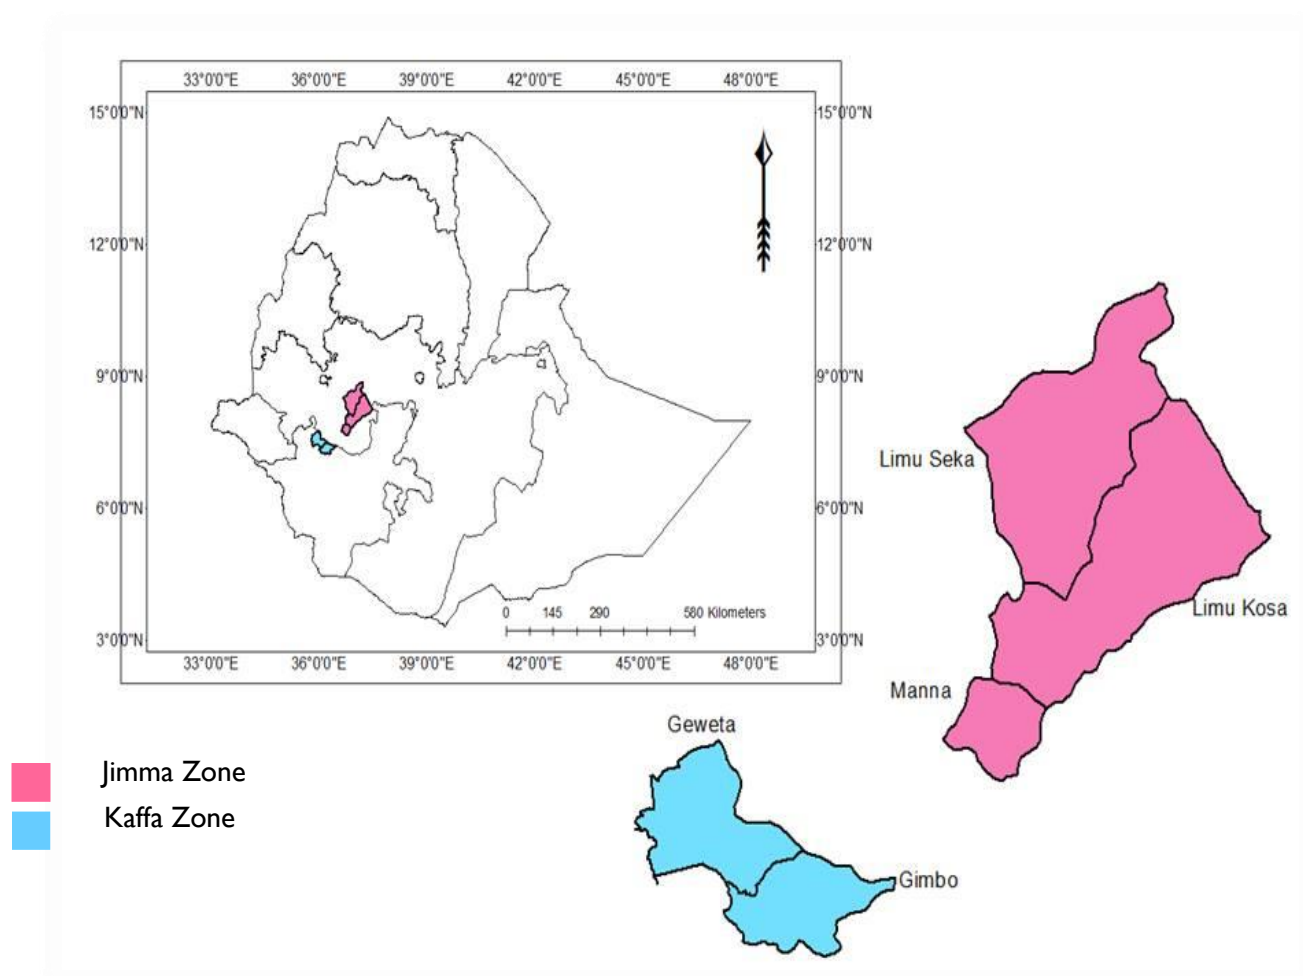 33°0'0"E 36°0'0"E 39°0'0"E 42°0'0"E 45°0'0"E 48°0'0"E
15°0'0"N 15°0'0"N
12°0'0"N 12°0'0"N
9°0'0"N 9°0'0"N
6°0'0"N 6°0'0"N
3°0'0"N 3°0'0"N
0 145 290 580 Kilometers
33°0'0"E 36°0'0"E 39°0'0"E 42°0'0"E 45°0'0"E 48°0'0"E
Limu Seka
Limu Kosa
Manna
Geweta
Gimbo
Jimma Zone
Kaffa Zone